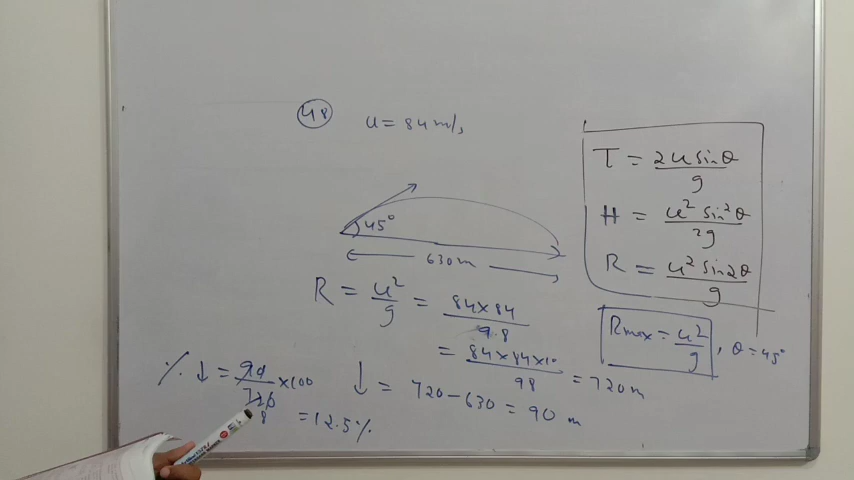 48
u = 84 m/s
45°
630 m
T = 2u sinθ / g
H = u² sin²θ / 2g
R = u² sin2θ / g
Rmax = u² / g , θ = 45°
R = u² / g = 84×84 / 9.8
= 84×84×10 / 98 = 720 m
↓ = 720 − 630 = 90 m
% ↓ = 90 / 720 ×100
8 = 12.5 %